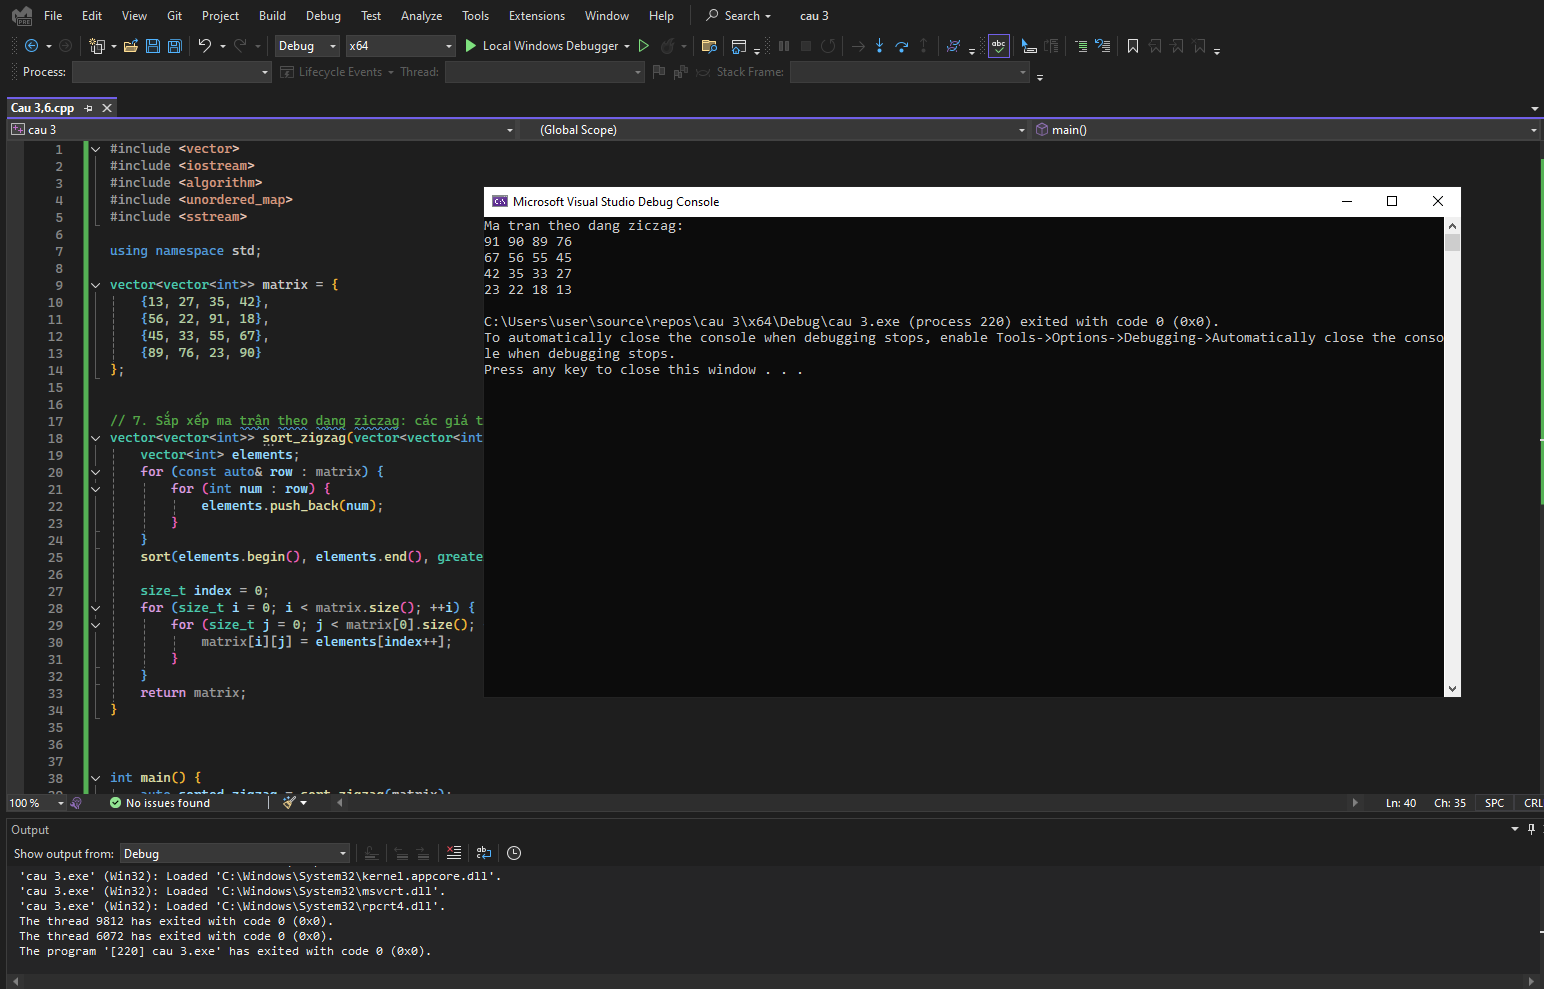 File Edit View Git Project Build Debug Test Analyze Tools Extensions Window Help Search cau 3
Debug x64 Local Windows Debugger
Process: Lifecycle Events Thread: Stack Frame:
Cau 3,6.cpp
cau 3 (Global Scope) main()
1 #include <vector>
2 #include <iostream>
3 #include <algorithm>
4 #include <unordered_map>
5 #include <sstream>
6
7 using namespace std;
8
9 vector<vector<int>> matrix = {
10 {13, 27, 35, 42},
11 {56, 22, 91, 18},
12 {45, 33, 55, 67},
13 {89, 76, 23, 90}
14 };
15
16
17 // 7. Sắp xếp ma trận theo dạng ziczag: các giá t
18 vector<vector<int>> sort_zigzag(vector<vector<int
19 vector<int> elements;
20 for (const auto& row : matrix) {
21 for (int num : row) {
22 elements.push_back(num);
23 }
24 }
25 sort(elements.begin(), elements.end(), greate
26
27 size_t index = 0;
28 for (size_t i = 0; i < matrix.size(); ++i) {
29 for (size_t j = 0; j < matrix[0].size();
30 matrix[i][j] = elements[index++];
31 }
32 }
33 return matrix;
34 }
35
36
37
38 int main() {
39 auto sorted_zigzag = sort_zigzag(matrix);
Microsoft Visual Studio Debug Console
Ma tran theo dang ziczag:
91 90 89 76
67 56 55 45
42 35 33 27
23 22 18 13
C:\Users\user\source\repos\cau 3\x64\Debug\cau 3.exe (process 220) exited with code 0 (0x0).
To automatically close the console when debugging stops, enable Tools->Options->Debugging->Automatically close the conso
le when debugging stops.
Press any key to close this window . . .
100 % No issues found Ln: 40 Ch: 35 SPC CRL
Output
Show output from: Debug
'cau 3.exe' (Win32): Loaded 'C:\Windows\System32\kernel.appcore.dll'.
'cau 3.exe' (Win32): Loaded 'C:\Windows\System32\msvcrt.dll'.
'cau 3.exe' (Win32): Loaded 'C:\Windows\System32\rpcrt4.dll'.
The thread 9812 has exited with code 0 (0x0).
The thread 6072 has exited with code 0 (0x0).
The program '[220] cau 3.exe' has exited with code 0 (0x0).